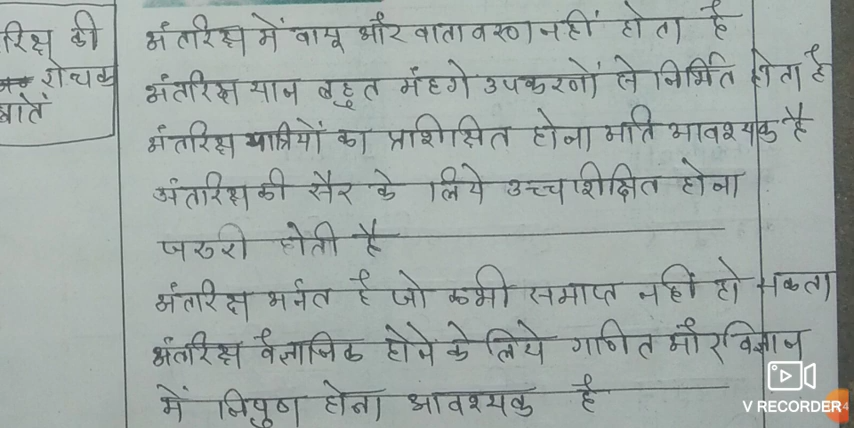 रिक्ष की
रोचक
बातें
अंतरिक्ष में वायू और वातावरण नहीं होता है
अंतरिक्ष यान बहुत मंहगे उपकरणों से निर्मित होता है
अंतरिक्ष यात्रियों का प्रशिक्षित होना अति आवश्यक है
अंतरिक्ष की सैर के लिये उच्च शिक्षित होना
जरुरी होती है
अंतरिक्ष अनंत है जो कभी समाप्त नहीं हो सकता
अंतरिक्ष वैज्ञानिक होने के लिये गणित और विज्ञान
में निपुण होना आवश्यक है
V RECORDER